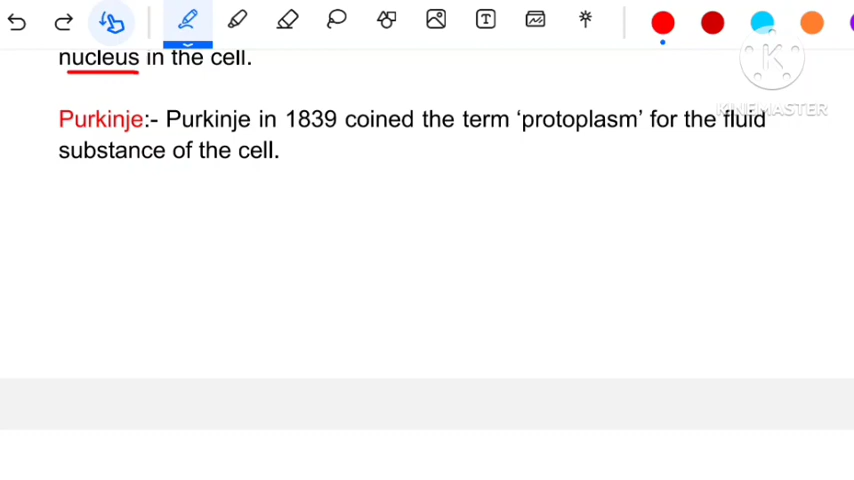 nucleus in the cell.
KINEMASTER
Purkinje:- Purkinje in 1839 coined the term ‘protoplasm’ for the fluid
substance of the cell.